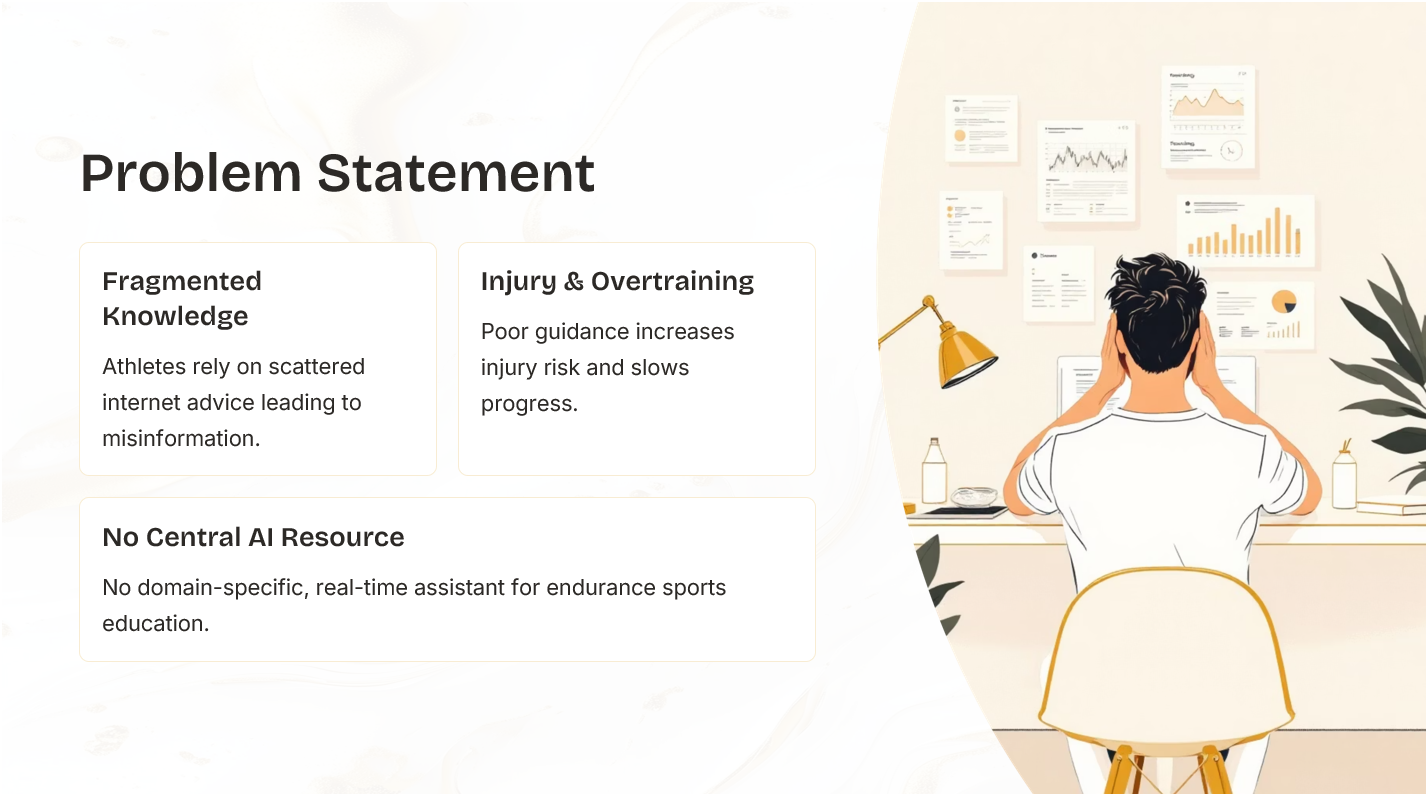 Problem Statement
Fragmented
Knowledge
Athletes rely on scattered
internet advice leading to
misinformation.
Injury & Overtraining
Poor guidance increases
injury risk and slows
progress.
No Central AI Resource
No domain-specific, real-time assistant for endurance sports
education.